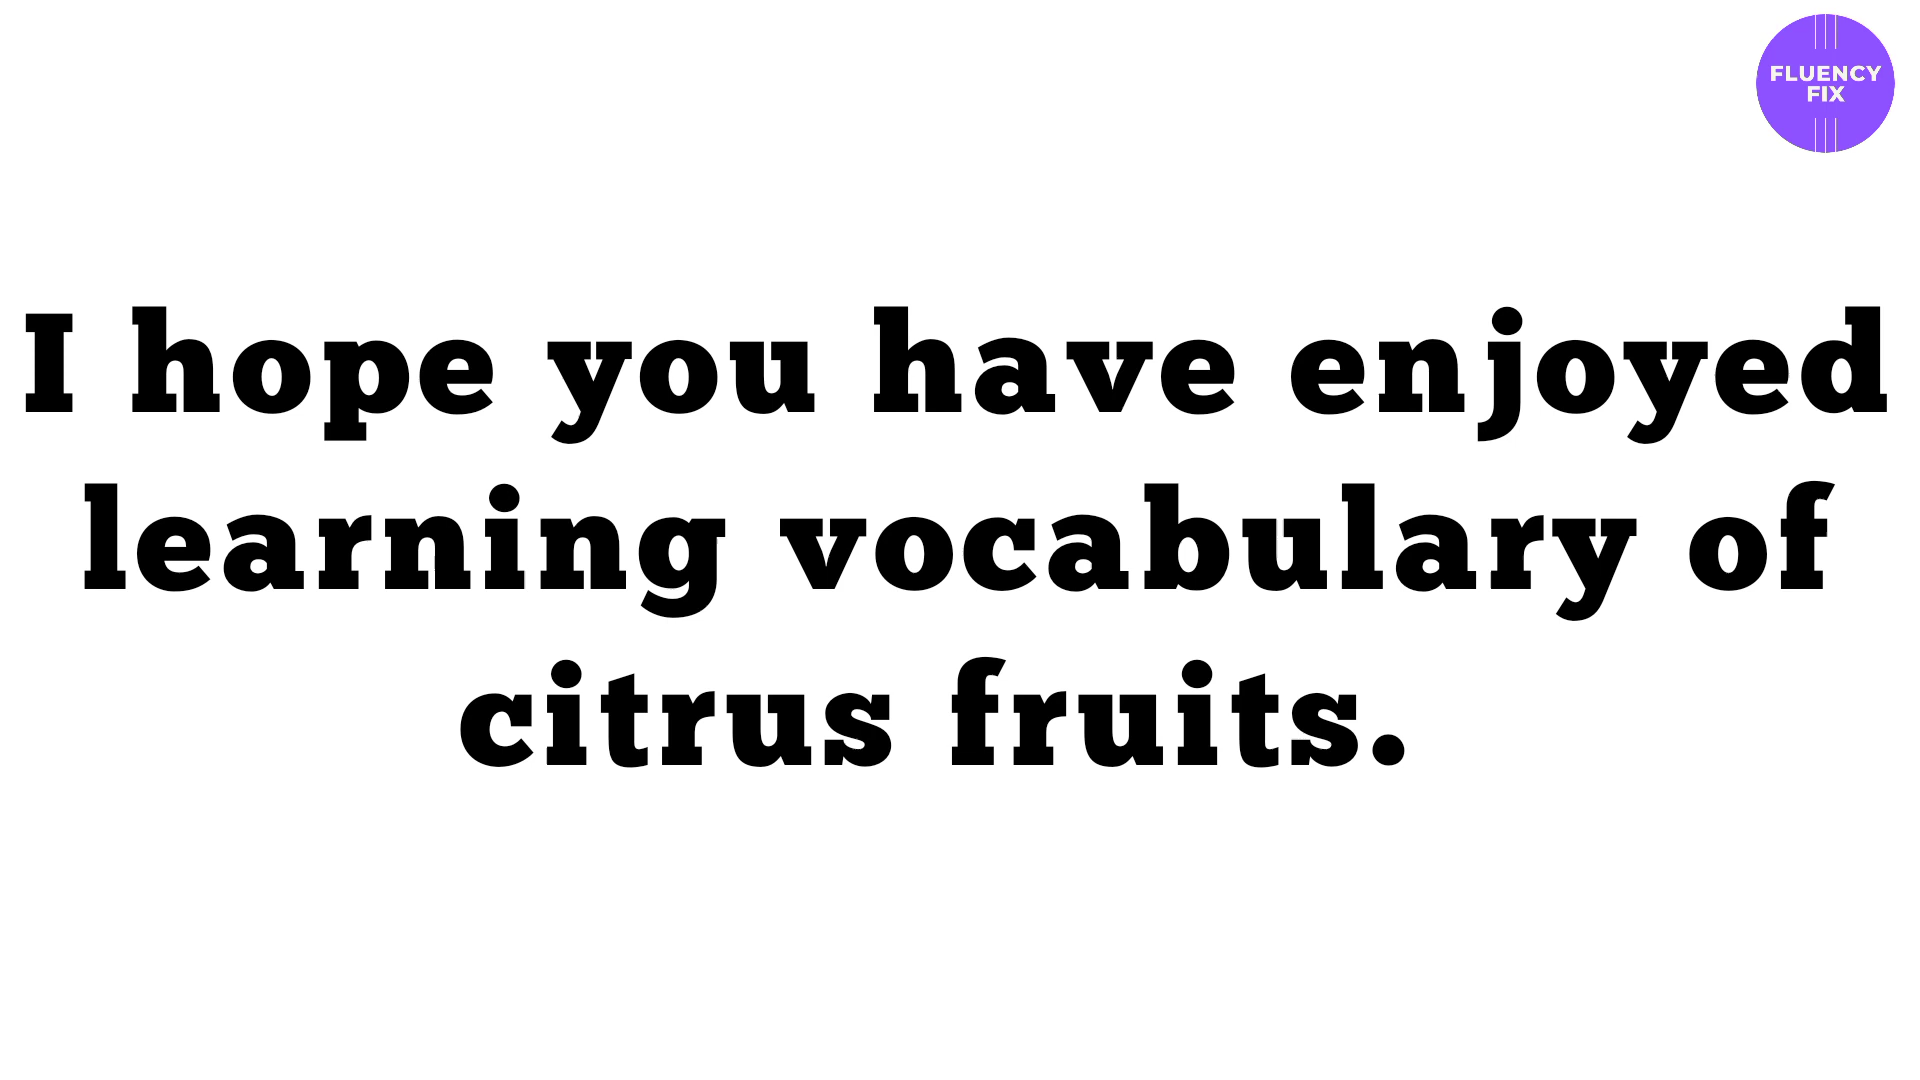 FLUENCY
FIX
I hope you have enjoyed
learning vocabulary of
citrus fruits.